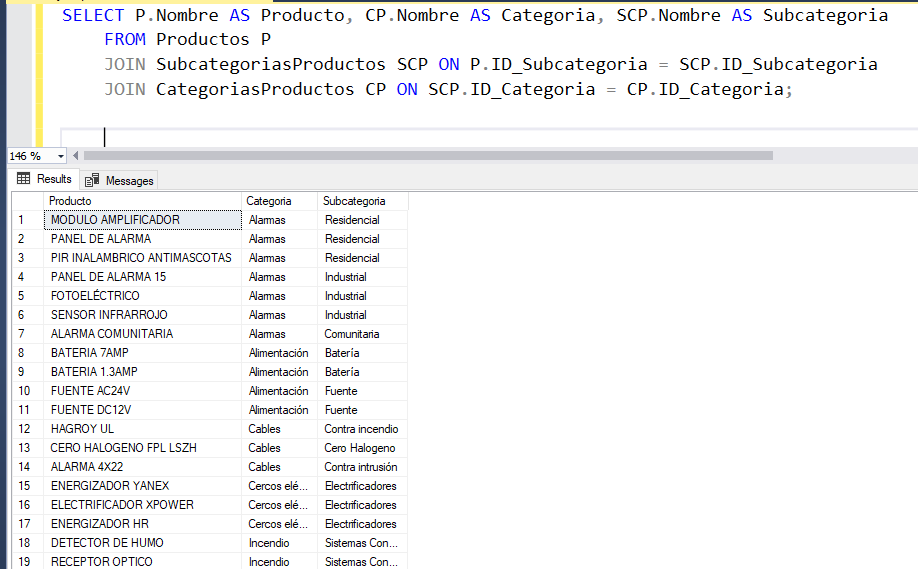 SELECT P.Nombre AS Producto, CP.Nombre AS Categoria, SCP.Nombre AS Subcategoria
FROM Productos P
JOIN SubcategoriasProductos SCP ON P.ID_Subcategoria = SCP.ID_Subcategoria
JOIN CategoriasProductos CP ON SCP.ID_Categoria = CP.ID_Categoria;
146 %
Results Messages
Producto Categoria Subcategoria
1 MODULO AMPLIFICADOR Alarmas Residencial
2 PANEL DE ALARMA Alarmas Residencial
3 PIR INALAMBRICO ANTIMASCOTAS Alarmas Residencial
4 PANEL DE ALARMA 15 Alarmas Industrial
5 FOTOELÉCTRICO Alarmas Industrial
6 SENSOR INFRARROJO Alarmas Industrial
7 ALARMA COMUNITARIA Alarmas Comunitaria
8 BATERIA 7AMP Alimentación Batería
9 BATERIA 1.3AMP Alimentación Batería
10 FUENTE AC24V Alimentación Fuente
11 FUENTE DC12V Alimentación Fuente
12 HAGROY UL Cables Contra incendio
13 CERO HALOGENO FPL LSZH Cables Cero Halogeno
14 ALARMA 4X22 Cables Contra intrusión
15 ENERGIZADOR YANEX Cercos elé... Electrificadores
16 ELECTRIFICADOR XPOWER Cercos elé... Electrificadores
17 ENERGIZADOR HR Cercos elé... Electrificadores
18 DETECTOR DE HUMO Incendio Sistemas Con...
19 RECEPTOR OPTICO Incendio Sistemas Con...